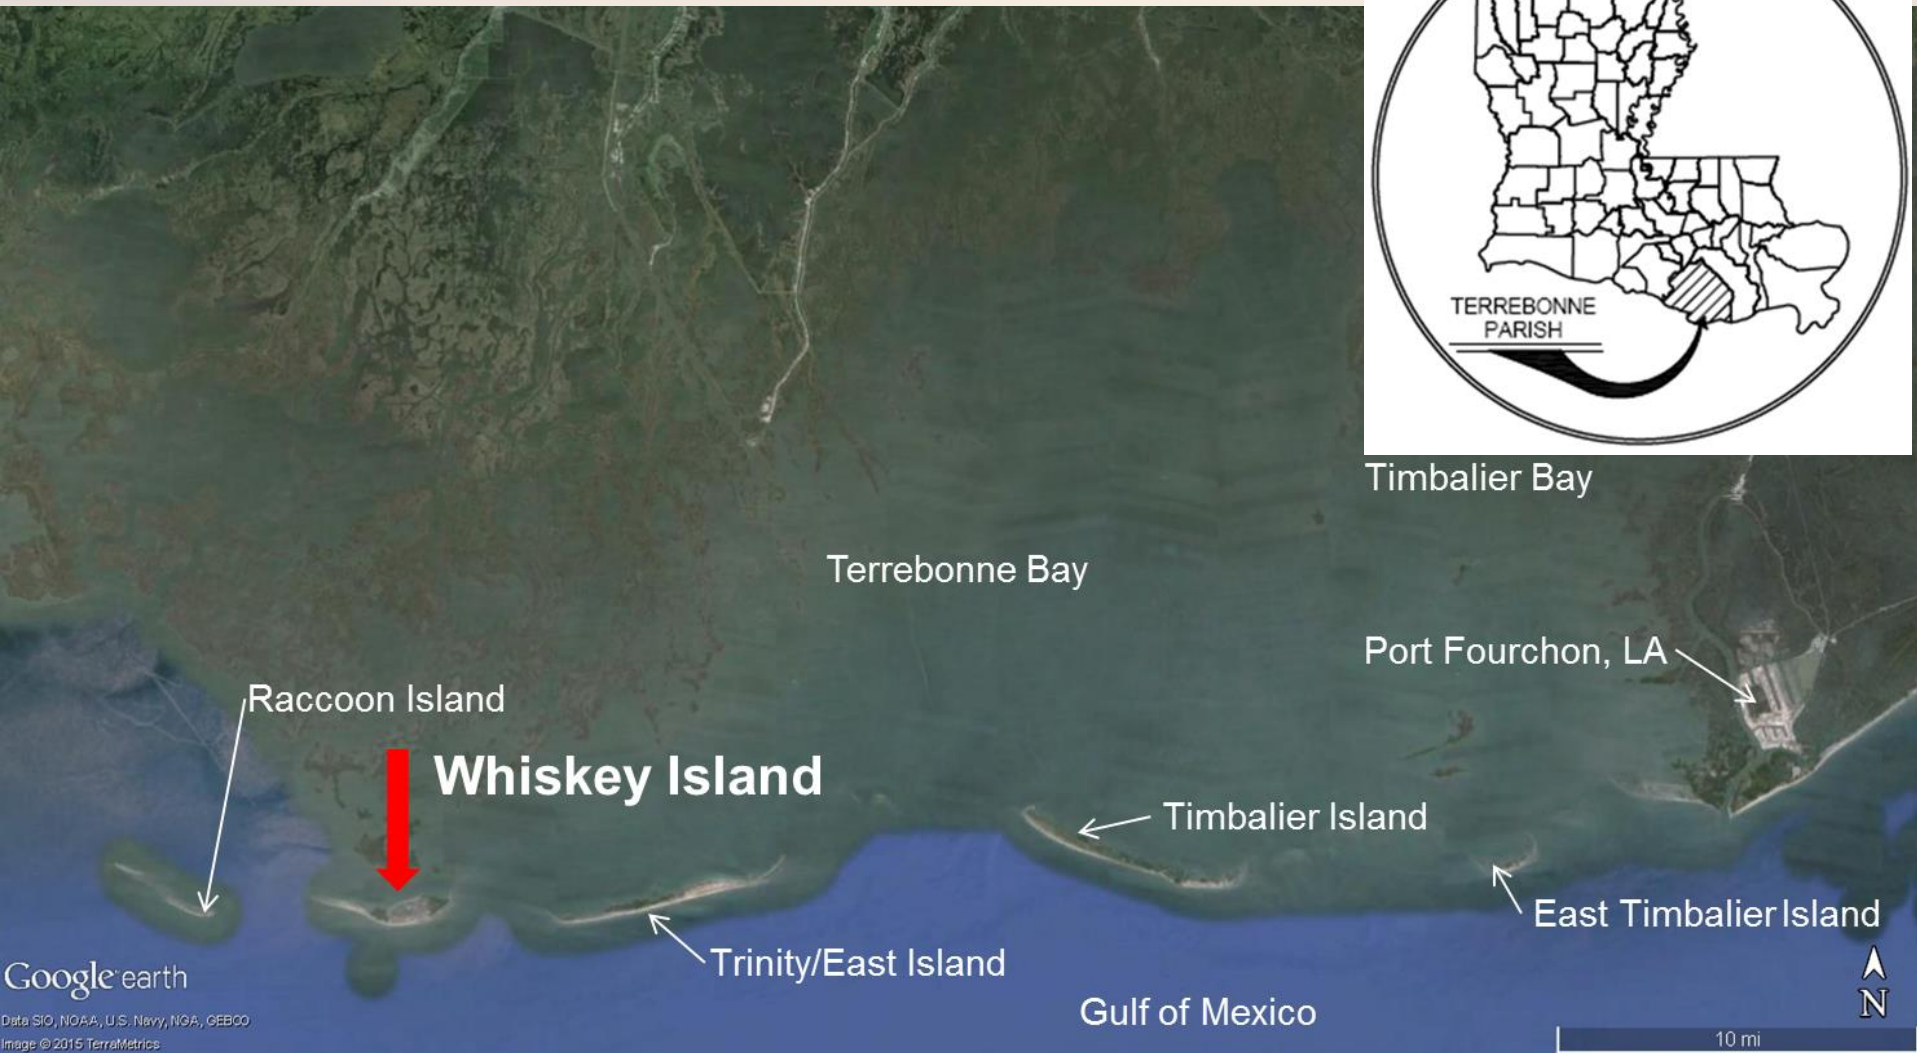 TERREBONNE
PARISH
Timbalier Bay
Terrebonne Bay
Port Fourchon, LA
Raccoon Island
Whiskey Island
Timbalier Island
East Timbalier Island
Trinity/East Island
Gulf of Mexico
Google earth
N
Data SIO, NOAA, U.S. Navy, NGA, GEBCO
Image © 2015 TerraMetrics
10 mi